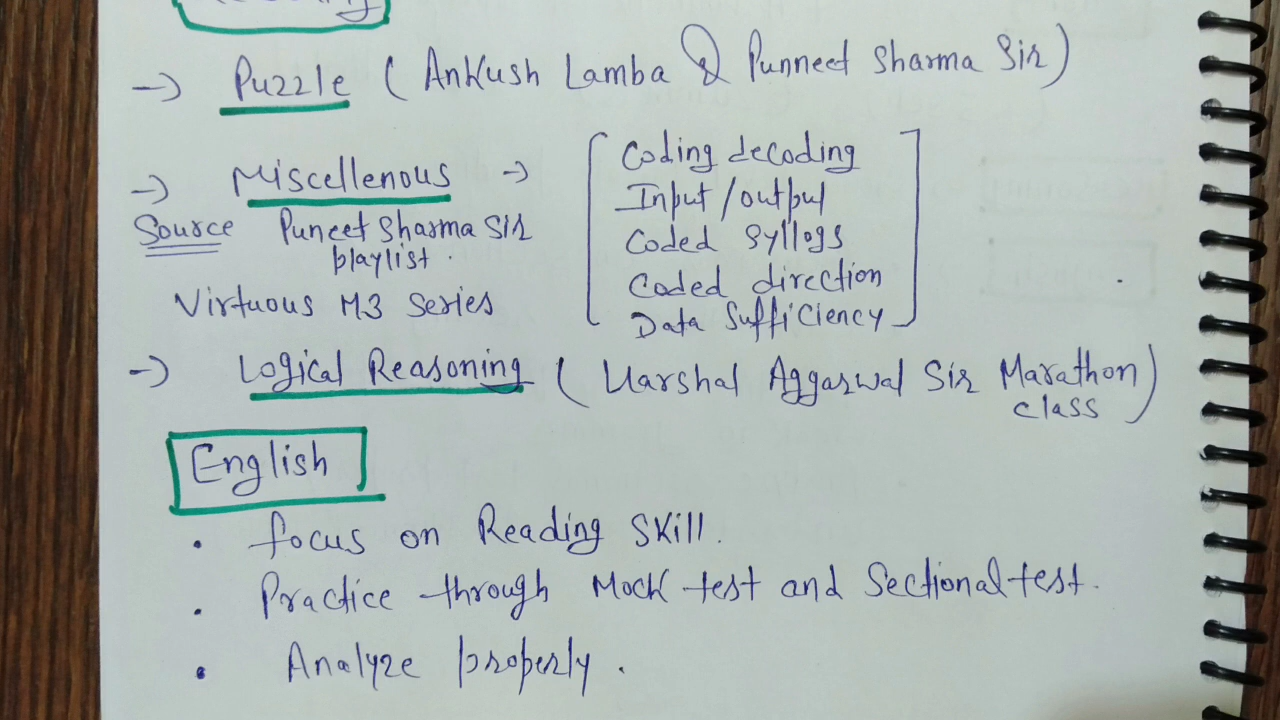 → Puzzle ( Ankush Lamba & Punneet Sharma Sir)
→ Miscellenous → [ Coding decoding
Input / output
Coded Syllogs
Coded direction
Data Sufficiency ]
Source Puneet Sharma Sir
playlist.
Virtuous M3 Series
→ Logical Reasoning ( Harshal Aggarwal Sir Marathon
class)
English
• focus on Reading Skill.
• Practice through Mock test and Sectional test.
• Analyze properly.